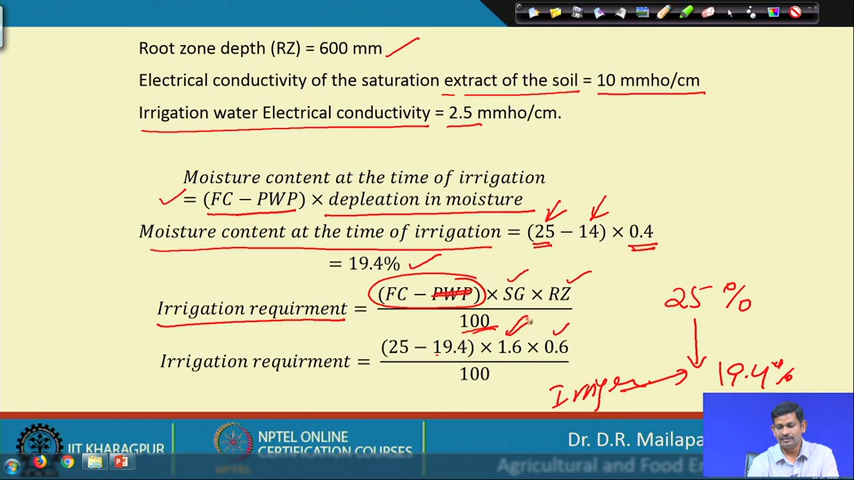 Root zone depth (RZ) = 600 mm
Electrical conductivity of the saturation extract of the soil = 10 mmho/cm
Irrigation water Electrical conductivity = 2.5 mmho/cm.
Moisture content at the time of irrigation
= (FC − PWP) × depleation in moisture
Moisture content at the time of irrigation = (25 − 14) × 0.4
= 19.4%
Irrigation requirment = (FC − PWP) × SG × RZ / 100
25 %
Irrigation requirment = (25 − 19.4) × 1.6 × 0.6 / 100
19.4%
IIT KHARAGPUR
NPTEL ONLINE
CERTIFICATION COURSES
Dr. D.R. Mailapa
Agricultural and Food E